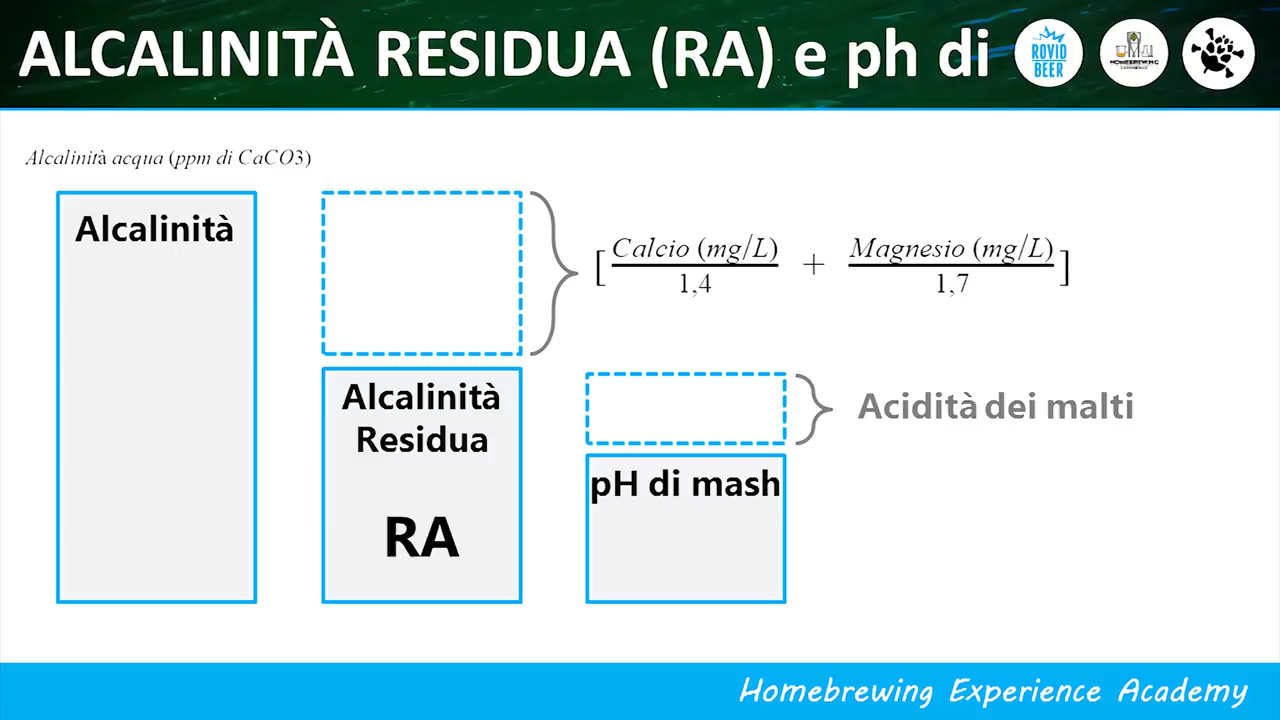 ALCALINITÀ RESIDUA (RA) e ph di
ROVID
BEER
HOMEBREWING
Alcalinità acqua (ppm di CaCO3)
Alcalinità
[Calcio (mg/L) / 1,4 + Magnesio (mg/L) / 1,7]
Alcalinità
Residua
RA
Acidità dei malti
pH di mash
Homebrewing Experience Academy